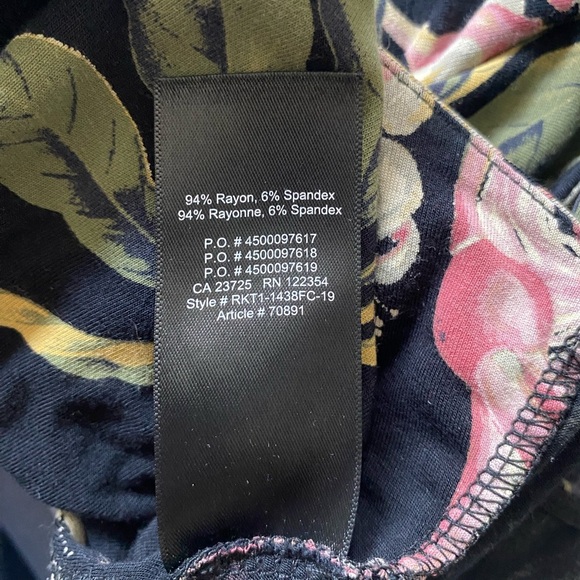 94% Rayon, 6% Spandex
94% Rayonne, 6% Spandex
P.O. # 4500097617
P.O. # 4500097618
P.O. # 4500097619
CA 23725 RN 122354
Style # RKT1-1438FC-19
Article # 70891